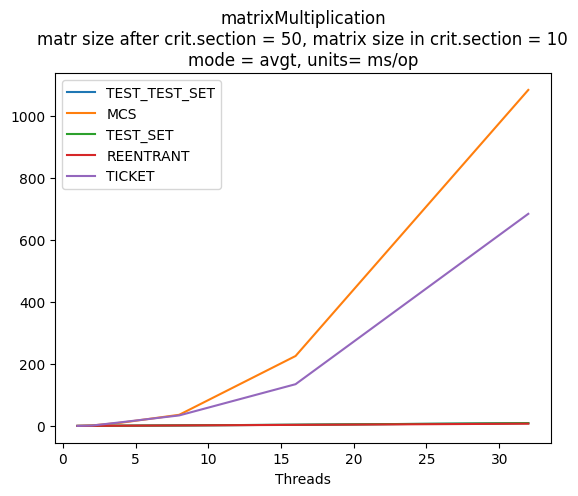 matrixMultiplication
matr size after crit.section = 50, matrix size in crit.section = 10
mode = avgt, units= ms/op
TEST_TEST_SET
MCS
TEST_SET
REENTRANT
TICKET
1000
800
600
400
200
0
0 5 10 15 20 25 30
Threads